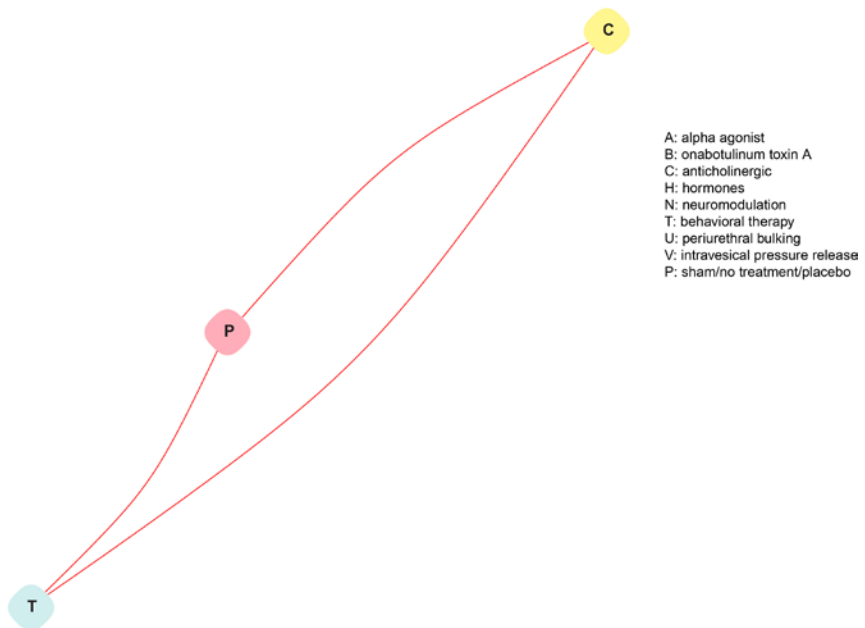 C
A: alpha agonist
B: onabotulinum toxin A
C: anticholinergic
H: hormones
N: neuromodulation
T: behavioral therapy
U: periurethral bulking
V: intravesical pressure release
P: sham/no treatment/placebo
P
T